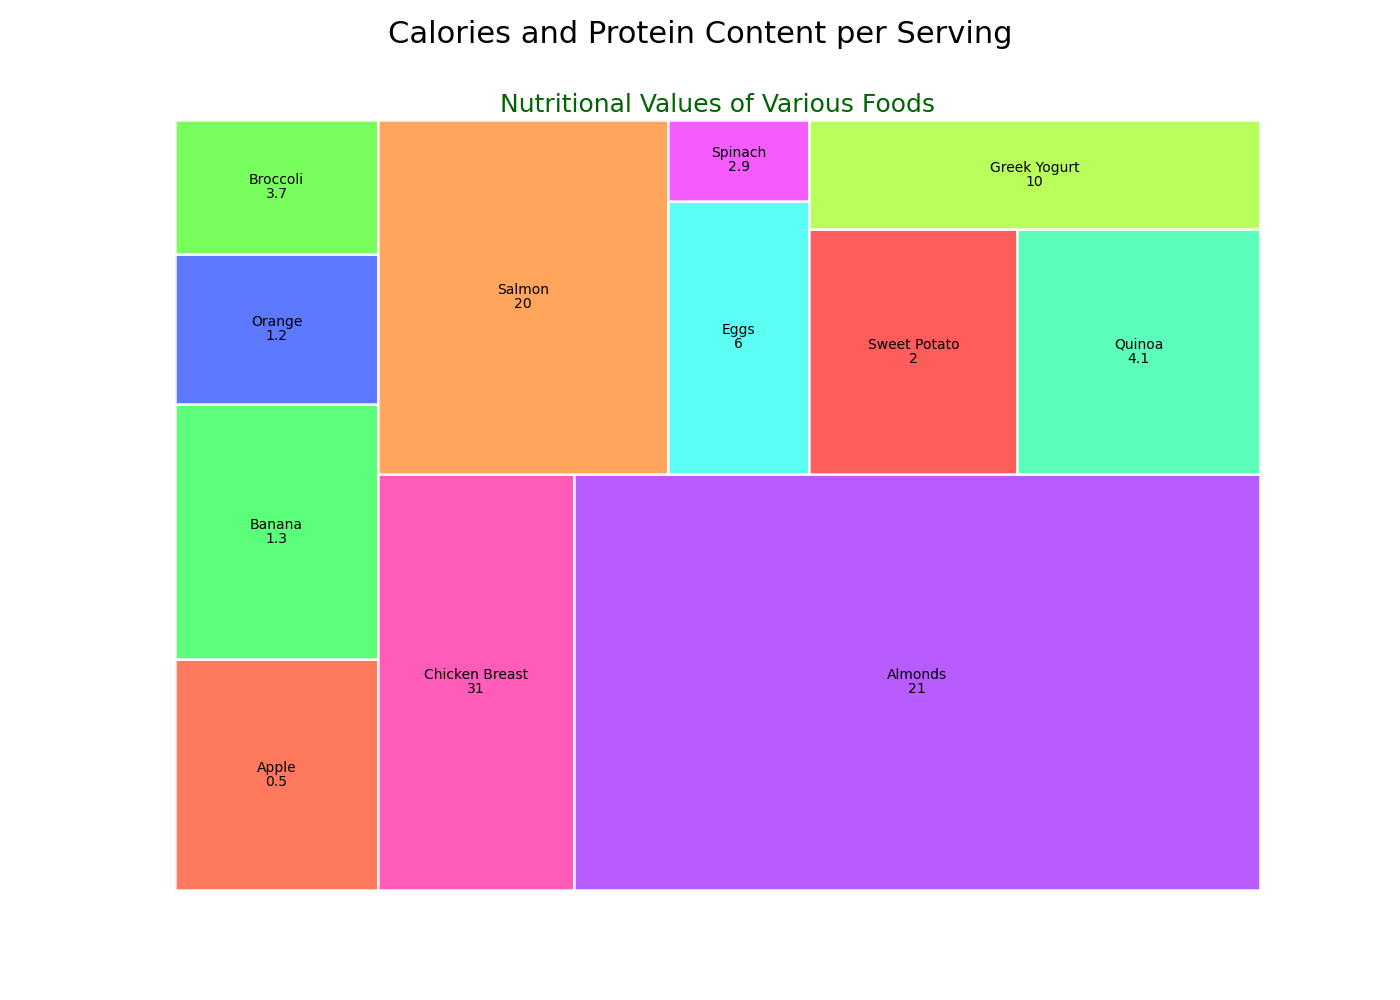 Calories and Protein Content per Serving
Nutritional Values of Various Foods
Broccoli
3.7
Orange
1.2
Banana
1.3
Apple
0.5
Salmon
20
Chicken Breast
31
Spinach
2.9
Eggs
6
Greek Yogurt
10
Sweet Potato
2
Quinoa
4.1
Almonds
21